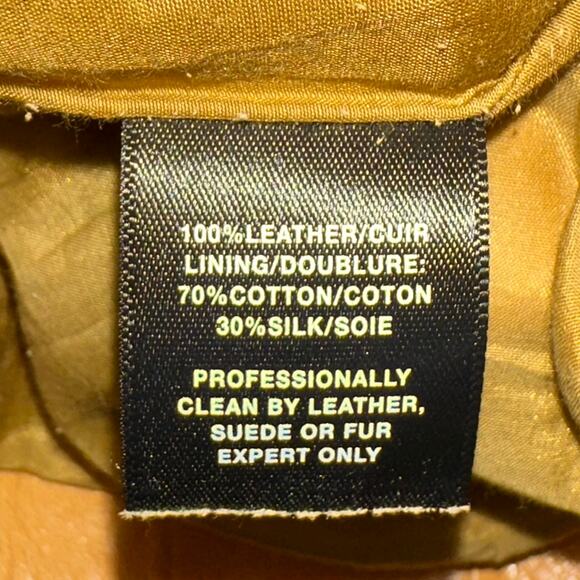 100%LEATHER/CUIR
LINING/DOUBLURE:
70%COTTON/COTON
30%SILK/SOIE
PROFESSIONALLY
CLEAN BY LEATHER,
SUEDE OR FUR
EXPERT ONLY